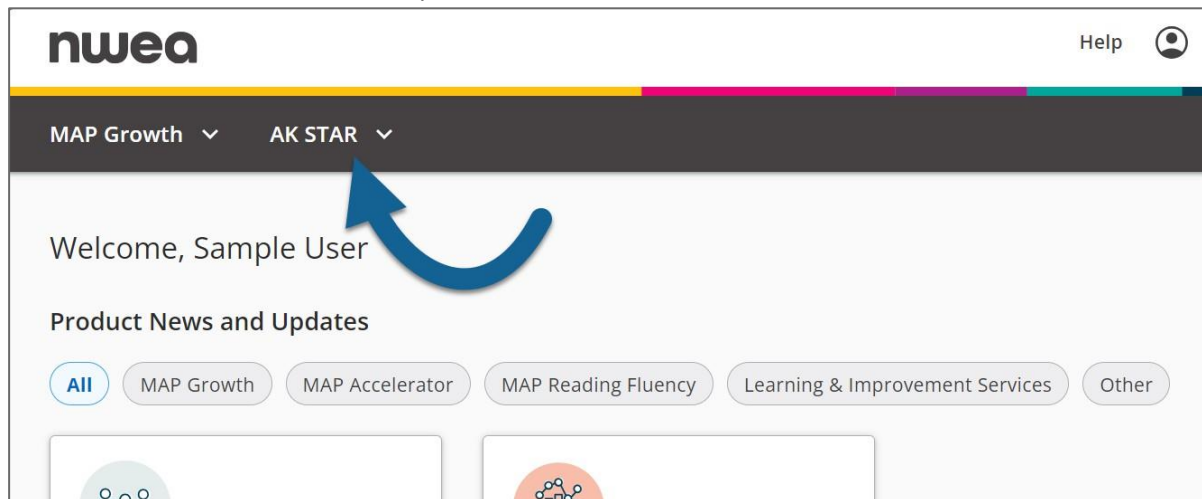 nwea
Help
MAP Growth AK STAR
Welcome, Sample User
Product News and Updates
All MAP Growth MAP Accelerator MAP Reading Fluency Learning & Improvement Services Other